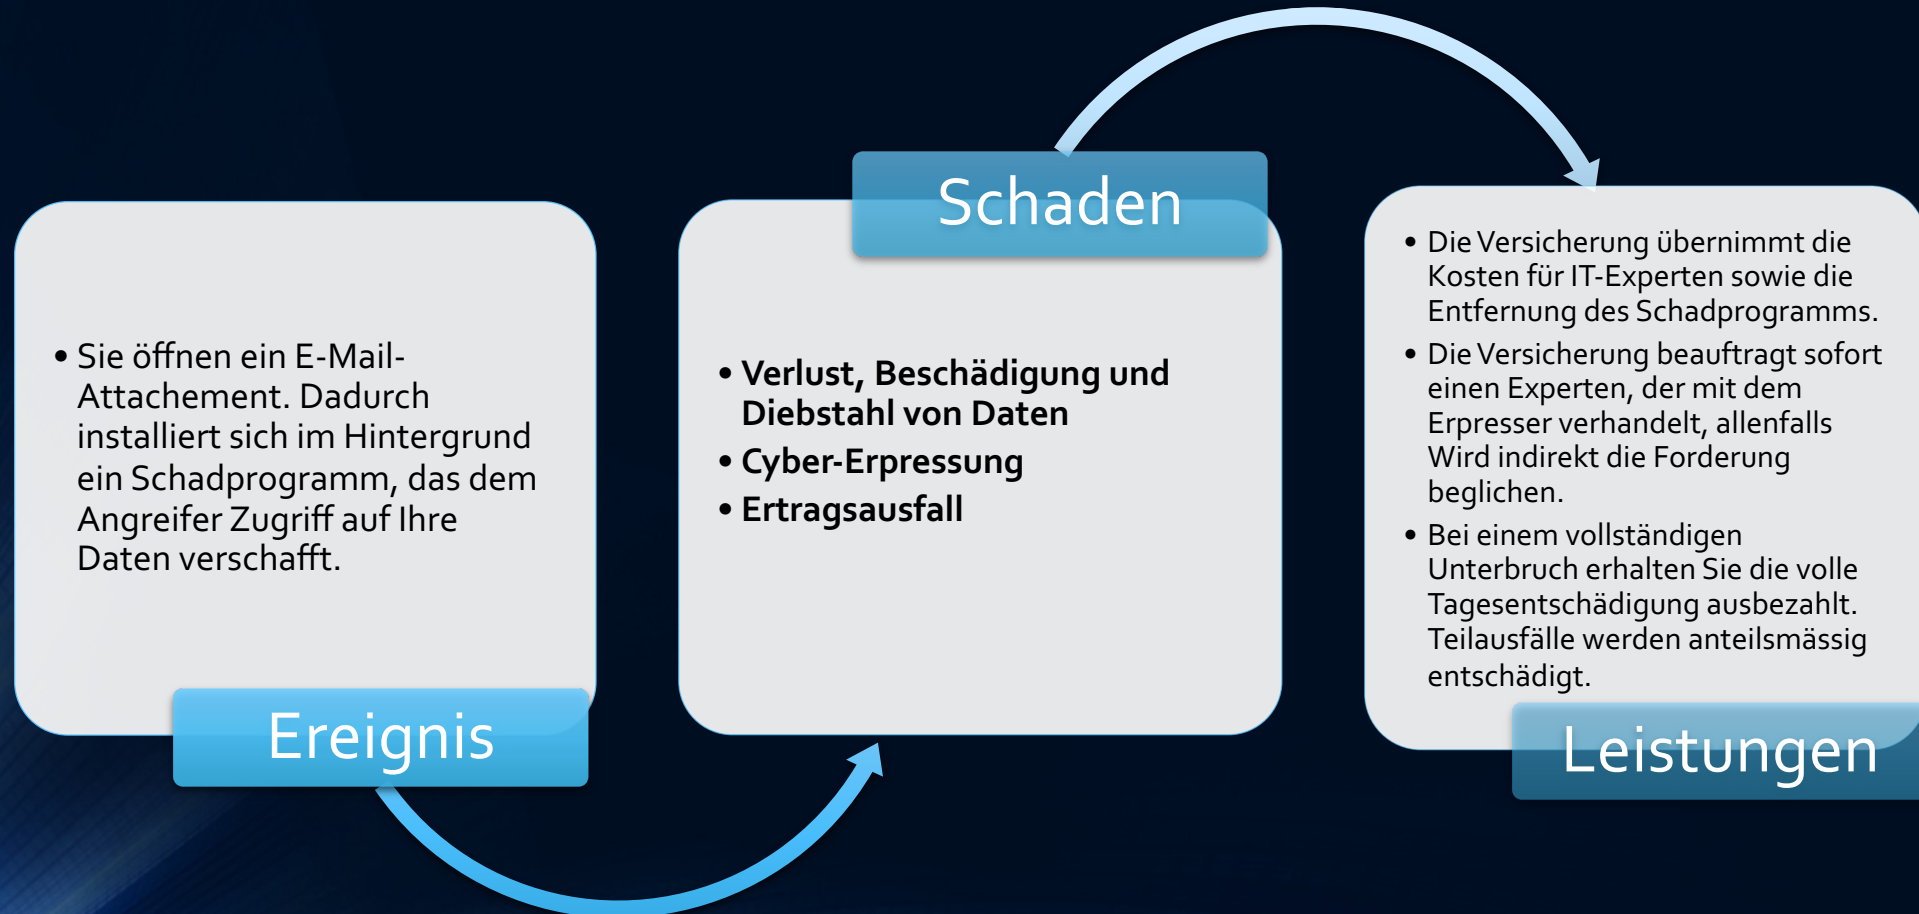 • Sie öffnen ein E-Mail-
Attachement. Dadurch
installiert sich im Hintergrund
ein Schadprogramm, das dem
Angreifer Zugriff auf Ihre
Daten verschafft.
Ereignis
Schaden
• Verlust, Beschädigung und
Diebstahl von Daten
• Cyber-Erpressung
• Ertragsausfall
• Die Versicherung übernimmt die
Kosten für IT-Experten sowie die
Entfernung des Schadprogramms.
• Die Versicherung beauftragt sofort
einen Experten, der mit dem
Erpresser verhandelt, allenfalls
Wird indirekt die Forderung
beglichen.
• Bei einem vollständigen
Unterbruch erhalten Sie die volle
Tagesentschädigung ausbezahlt.
Teilausfälle werden anteilsmässig
entschädigt.
Leistungen